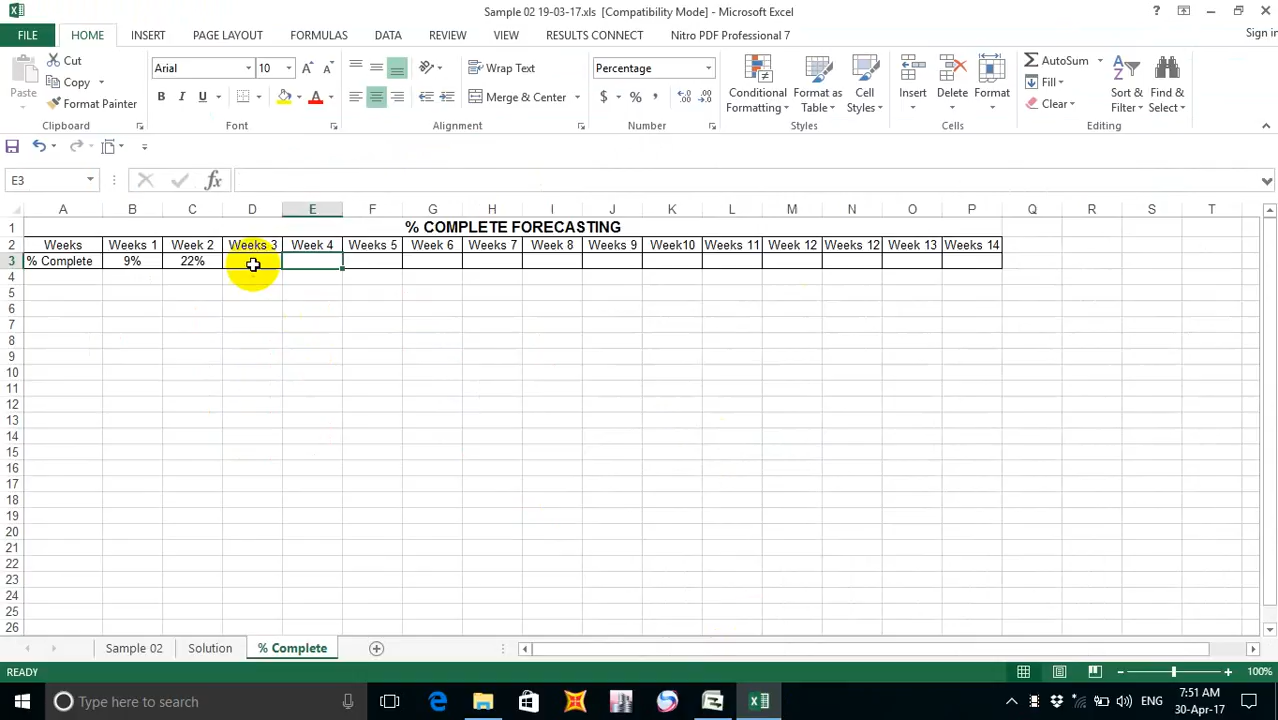 Sample 02 19-03-17.xls [Compatibility Mode] - Microsoft Excel
?
FILE HOME INSERT PAGE LAYOUT FORMULAS DATA REVIEW VIEW RESULTS CONNECT Nitro PDF Professional 7 Sign in
Paste
Cut
Copy
Format Painter
Clipboard
Arial 10
B I U
Font
Wrap Text
Merge & Center
Alignment
Percentage
$ % ,
Number
Conditional Formatting
Format as Table
Cell Styles
Styles
Insert Delete Format
Cells
AutoSum
Fill
Clear
Sort & Filter
Find & Select
Editing
E3 fx
A B C D E F G H I J K L M N O P Q R S T
1 % COMPLETE FORECASTING
2 Weeks Weeks 1 Week 2 Weeks 3 Week 4 Weeks 5 Week 6 Weeks 7 Week 8 Weeks 9 Week10 Weeks 11 Week 12 Weeks 12 Week 13 Weeks 14
3 % Complete 9% 22%
4
5
6
7
8
9
10
11
12
13
14
15
16
17
18
19
20
21
22
23
24
25
26
Sample 02 Solution % Complete
READY 100%
Type here to search
ENG
7:51 AM
30-Apr-17